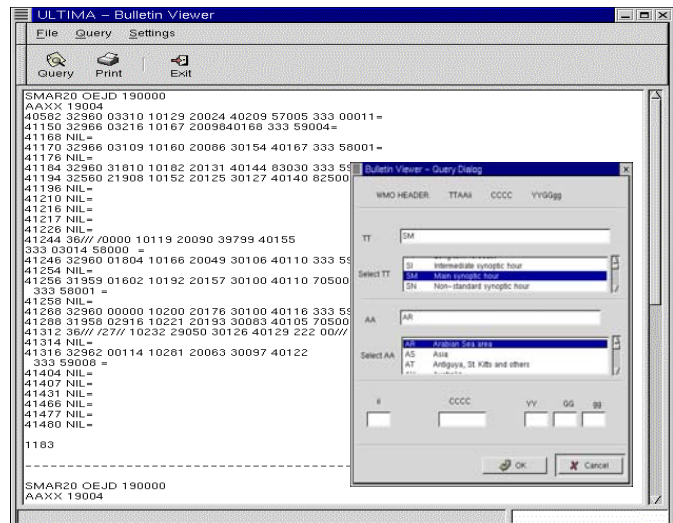 ULTIMA – Bulletin Viewer
File Query Settings
Query Print Exit
SMAR20 OEJD 190000
AAXX 19004
40582 32960 03310 10129 20024 40209 57005 333 00011=
41150 32966 03216 10167 2009840168 333 59004=
41168 NIL=
41170 32966 03109 10160 20086 30154 40167 333 58001=
41176 NIL=
41184 32960 31810 10182 20131 40144 83030 333 59
41194 32560 21908 10152 20125 30127 40140 82500
41196 NIL=
41210 NIL=
41216 NIL=
41217 NIL=
41226 NIL=
41244 36/// /0000 10119 20090 39799 40155
333 03014 58000 =
41246 32960 01804 10166 20049 30106 40110 333 59
41254 NIL=
41256 31959 01602 10192 20157 30100 40110 70500
333 58001 =
41258 NIL=
41268 32960 00000 10200 20176 30100 40116 333 59
41288 31958 02916 10221 20193 30083 40105 70500
41312 36/// /27// 10232 29050 30126 40129 222 00///
41314 NIL=
41316 32962 00114 10281 20063 30097 40122
333 59008 =
41404 NIL=
41407 NIL=
41431 NIL=
41466 NIL=
41477 NIL=
41480 NIL=
1183
SMAR20 OEJD 190000
AAXX 19004
Bulletin Viewer – Query Dialog
WMO HEADER: TTAAii CCCC YYGGgg
TT SM
Select TT
SI Intermediate synoptic hour
SM Main synoptic hour
SN Non–standard synoptic hour
AA AR
Select AA
AR Arabian Sea area
AS Asia
AT Antiguya, St. Kitts and others
ii CCCC YY GG gg
OK Cancel